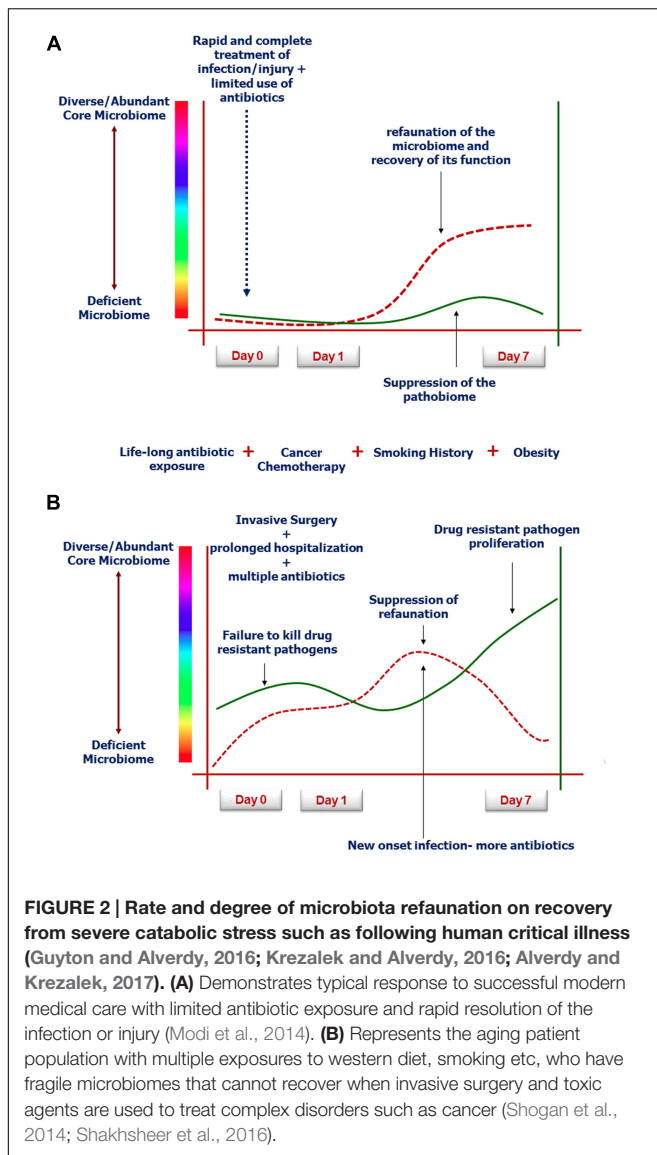 A
Rapid and complete
treatment of
infection/injury +
limited use of
antibiotics
Diverse/Abundant
Core Microbiome
refaunation of the
microbiome and
recovery of its function
Deficient
Microbiome
Day 0
Day 1
Day 7
Suppression of the
pathobiome
Life-long antibiotic
exposure
+
Cancer
Chemotherapy
+
Smoking History
+
Obesity
B
Invasive Surgery
+
prolonged hospitalization
+
multiple antibiotics
Drug resistant pathogen
proliferation
Diverse/Abundant
Core Microbiome
Suppression of
refaunation
Failure to kill drug
resistant pathogens
Deficient
Microbiome
Day 0
Day 1
Day 7
New onset infection- more antibiotics
FIGURE 2 | Rate and degree of microbiota refaunation on recovery
from severe catabolic stress such as following human critical illness
(Guyton and Alverdy, 2016; Krezalek and Alverdy, 2016; Alverdy and
Krezalek, 2017). (A) Demonstrates typical response to successful modern
medical care with limited antibiotic exposure and rapid resolution of the
infection or injury (Modi et al., 2014). (B) Represents the aging patient
population with multiple exposures to western diet, smoking etc, who have
fragile microbiomes that cannot recover when invasive surgery and toxic
agents are used to treat complex disorders such as cancer (Shogan et al.,
2014; Shakhsheer et al., 2016).